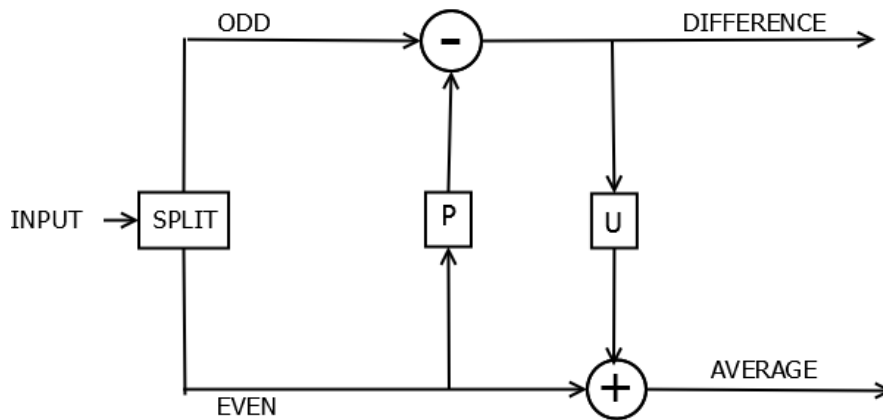 ODD
-
DIFFERENCE
INPUT
SPLIT
P
U
EVEN
+
AVERAGE